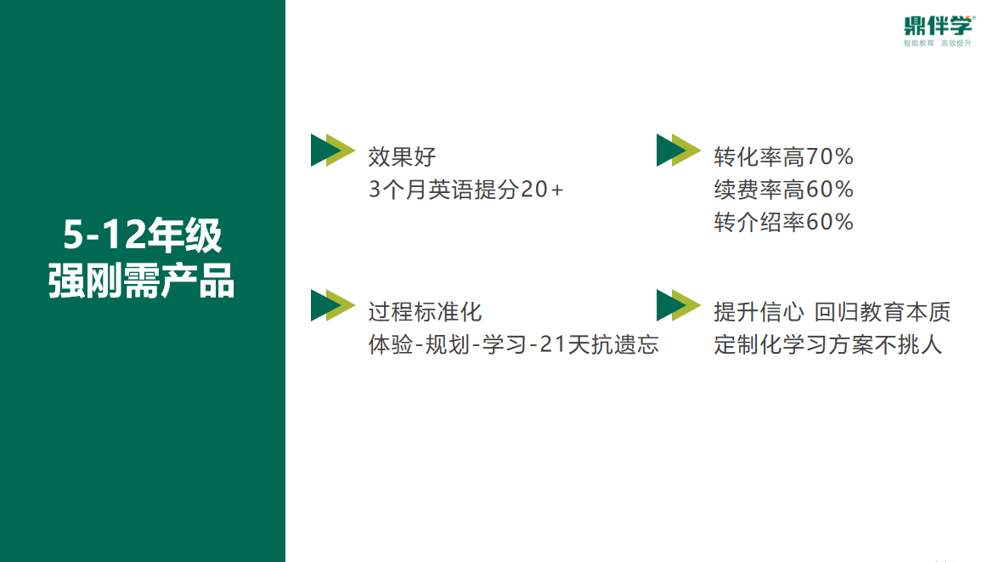 鼎伴学®
智能教育 高效提升
5-12年级
强刚需产品
效果好
3个月英语提分20+
转化率高70%
续费率高60%
转介绍率60%
过程标准化
体验-规划-学习-21天抗遗忘
提升信心 回归教育本质
定制化学习方案不挑人